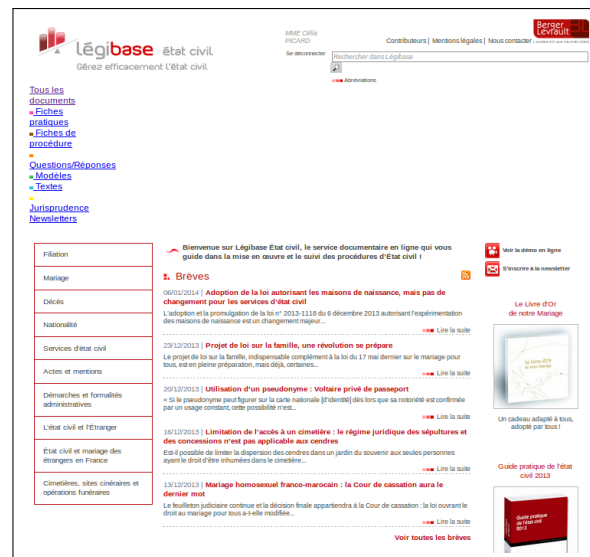 légibase état civil
Gérez efficacement l'état civil
MME Célia
PICARD
Se déconnecter
Contributeurs | Mentions légales | Nous contacter
Berger
Levrault
Rechercher dans Légibase
Abréviations
Tous les
documents
Fiches
pratiques
Fiches de
procédure
Questions/Réponses
Modèles
Textes
Jurisprudence
Newsletters
Filiation
Mariage
Décès
Nationalité
Services d'état civil
Actes et mentions
Démarches et formalités
administratives
L'état civil et l'Étranger
État civil et mariage des
étrangers en France
Cimetières, sites cinéraires et
opérations funéraires
Bienvenue sur Légibase État civil, le service documentaire en ligne qui vous
guide dans la mise en œuvre et le suivi des procédures d'État civil !
Brèves
06/01/2014 | Adoption de la loi autorisant les maisons de naissance, mais pas de
changement pour les services d'état civil
L'adoption et la promulgation de la loi n° 2013-1118 du 6 décembre 2013 autorisant l'expérimentation
des maisons de naissance est un changement majeur...
Lire la suite
23/12/2013 | Projet de loi sur la famille, une révolution se prépare
Le projet de loi sur la famille, indispensable complément à la loi du 17 mai dernier sur le mariage pour
tous, est en pleine préparation, mais déjà, certaines...
Lire la suite
20/12/2013 | Utilisation d'un pseudonyme : Voltaire privé de passeport
« Si le pseudonyme peut figurer sur la carte nationale [d'identité] dès lors que sa notoriété est confirmée
par un usage constant, cette possibilité n'est...
Lire la suite
16/12/2013 | Limitation de l'accès à un cimetière : le régime juridique des sépultures et
des concessions n'est pas applicable aux cendres
Est-il possible de limiter la dispersion des cendres dans un jardin du souvenir aux seules personnes
ayant le droit d'être inhumées dans le cimetière...
Lire la suite
13/12/2013 | Mariage homosexuel franco-marocain : la Cour de cassation aura le
dernier mot
Le feuilleton judiciaire continue et la décision finale appartiendra à la Cour de cassation : la loi ouvrant le
droit au mariage pour tous a-t-elle modifiée...
Lire la suite
Voir toutes les brèves
Voir la démo en ligne
S'inscrire à la newsletter
Le Livre d'Or
de notre Mariage
Le Livre d'Or
de notre Mariage
Un cadeau adapté à tous,
adopté par tous !
Guide pratique de l'état
civil 2013
Guide pratique
de l'état civil
2013